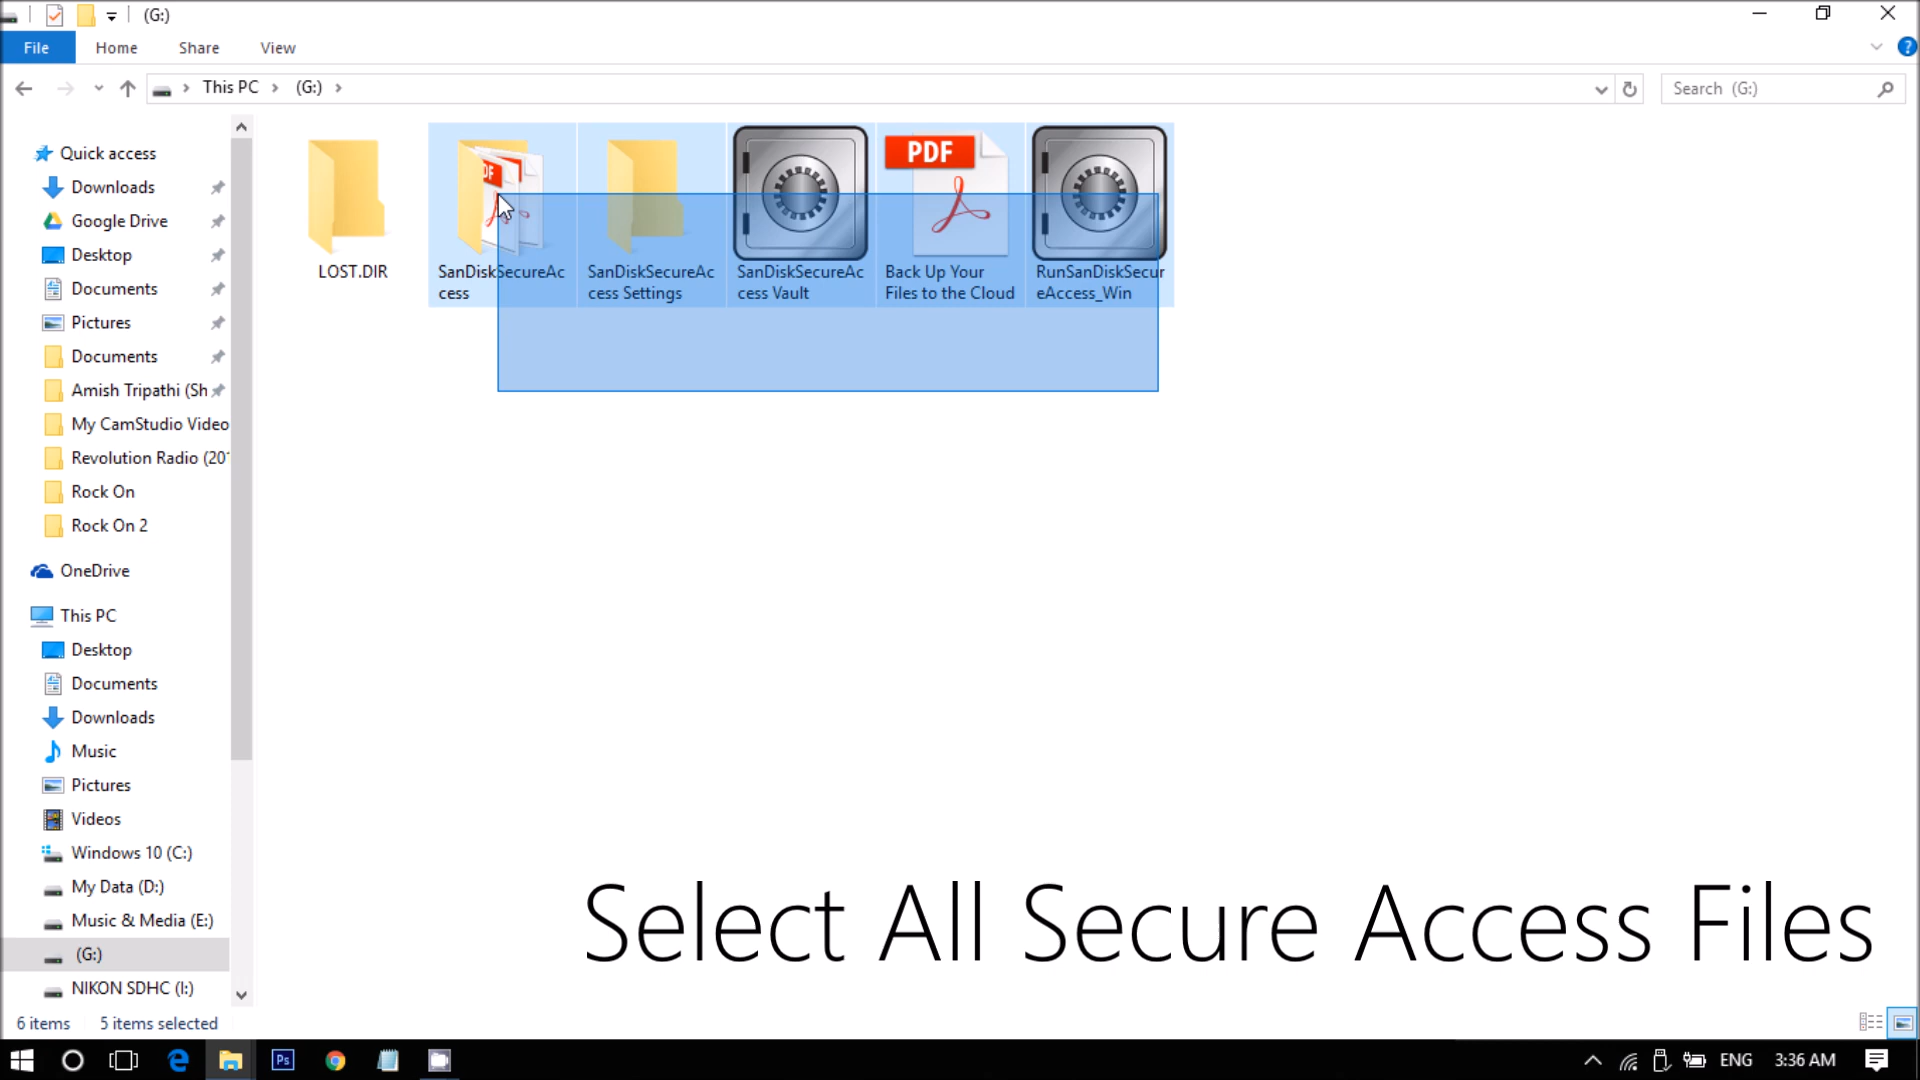 (G:)
File
Home
Share
View
This PC
(G:)
Search (G:)
Quick access
Downloads
Google Drive
Desktop
Documents
Pictures
Documents
Amish Tripathi (Sh
My CamStudio Video
Revolution Radio (201
Rock On
Rock On 2
OneDrive
This PC
Desktop
Documents
Downloads
Music
Pictures
Videos
Windows 10 (C:)
My Data (D:)
Music & Media (E:)
(G:)
NIKON SDHC (I:)
LOST.DIR
SanDiskSecureAc
cess
SanDiskSecureAc
cess Settings
SanDiskSecureAc
cess Vault
PDF
Back Up Your
Files to the Cloud
RunSanDiskSecur
eAccess_Win
Select All Secure Access Files
6 items
5 items selected
Ps
ENG
3:36 AM